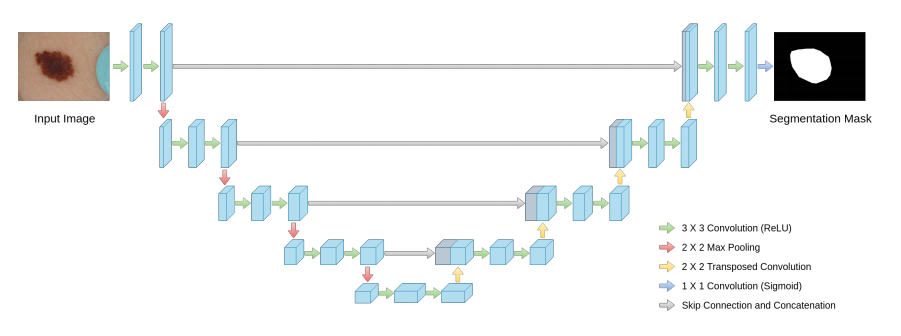 Input Image
Segmentation Mask
3 X 3 Convolution (ReLU)
2 X 2 Max Pooling
2 X 2 Transposed Convolution
1 X 1 Convolution (Sigmoid)
Skip Connection and Concatenation